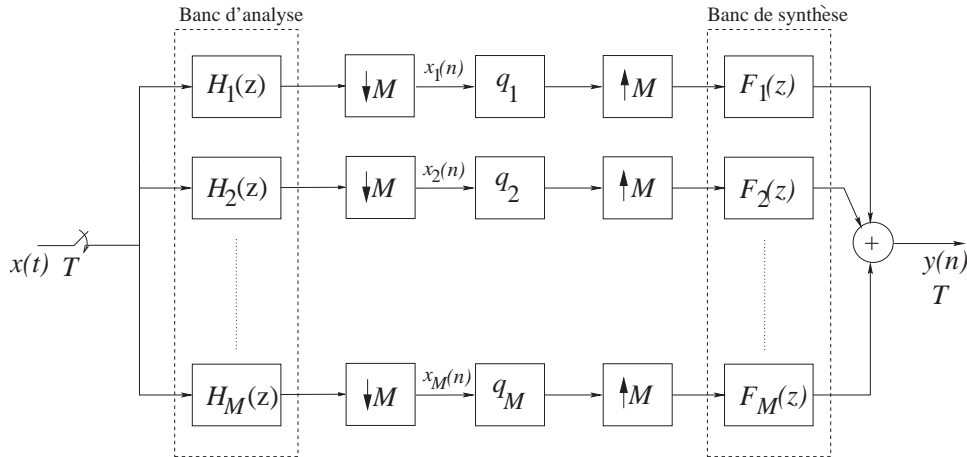 Banc d'analyse
Banc de synthèse
H1(z) ↓M x1(n) q1 ↑M F1(z)
H2(z) ↓M x2(n) q2 ↑M F2(z)
x(t) T + y(n) T
HM(z) ↓M xM(n) qM ↑M FM(z)